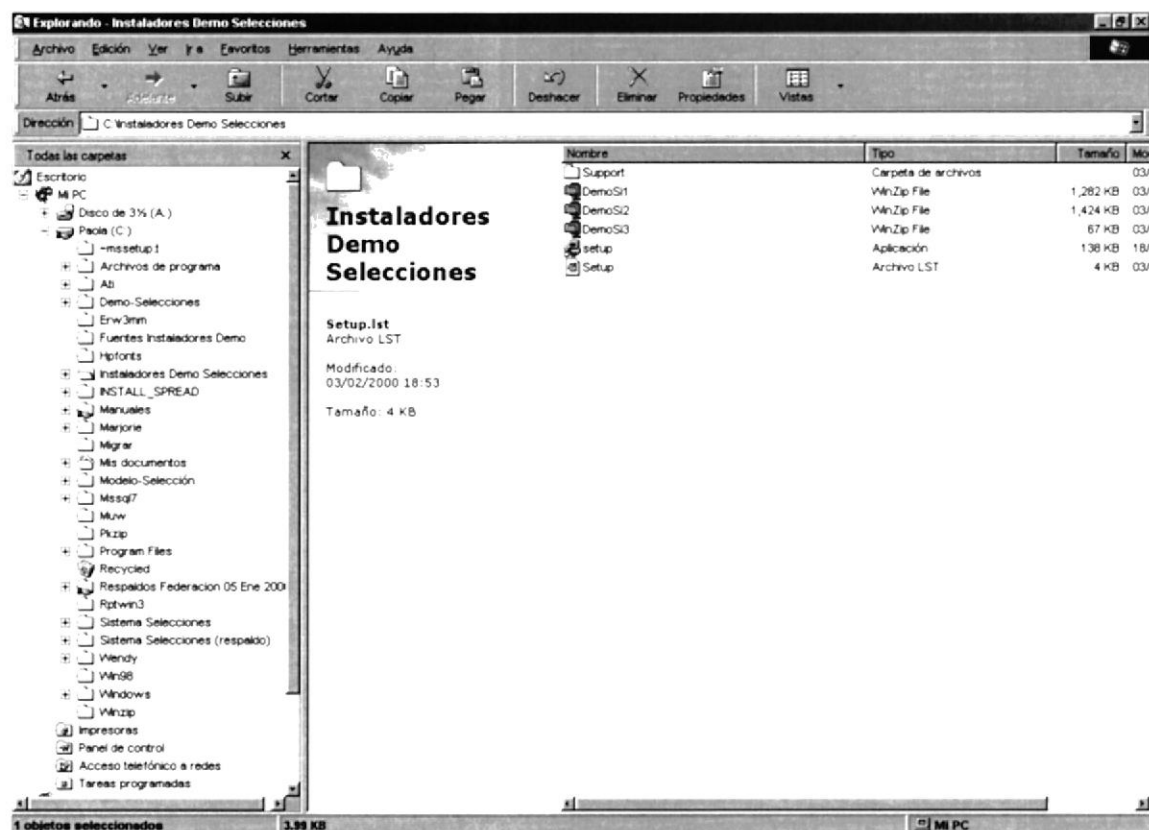 Explorando - Instaladores Demo Selecciones
Archivo Edición Ver Ir a Favoritos Herramientas Ayuda
Atrás Adelante Subir Cortar Copiar Pegar Deshacer Eliminar Propiedades Vistas
Dirección C:\Instaladores Demo Selecciones
Todas las carpetas
Escritorio
Mi PC
Disco de 3½ (A:)
Paola (C:)
~mssetup.t
Archivos de programa
Ati
Demo-Selecciones
Erw3mm
Fuentes Instaladores Demo
Hpfonts
Instaladores Demo Selecciones
INSTALL_SPREAD
Manuales
Marjorie
Migrar
Mis documentos
Modelo-Selección
Mssql7
Muw
Pkzip
Program Files
Recycled
Respaldos Federacion 05 Ene 200
Rptwin3
Sistema Selecciones
Sistema Selecciones (respaldo)
Wendy
Win98
Windows
Winzip
Impresoras
Panel de control
Acceso telefónico a redes
Tareas programadas
Instaladores
Demo
Selecciones
Setup.lst
Archivo LST
Modificado:
03/02/2000 18:53
Tamaño: 4 KB
Nombre Tipo Tamaño Mo
Support Carpeta de archivos 03/
DemoSi1 WinZip File 1,282 KB 03/
DemoSi2 WinZip File 1,424 KB 03/
DemoSi3 WinZip File 67 KB 03/
setup Aplicación 138 KB 18/
Setup Archivo LST 4 KB 03/
1 objetos seleccionados 3.99 KB Mi PC